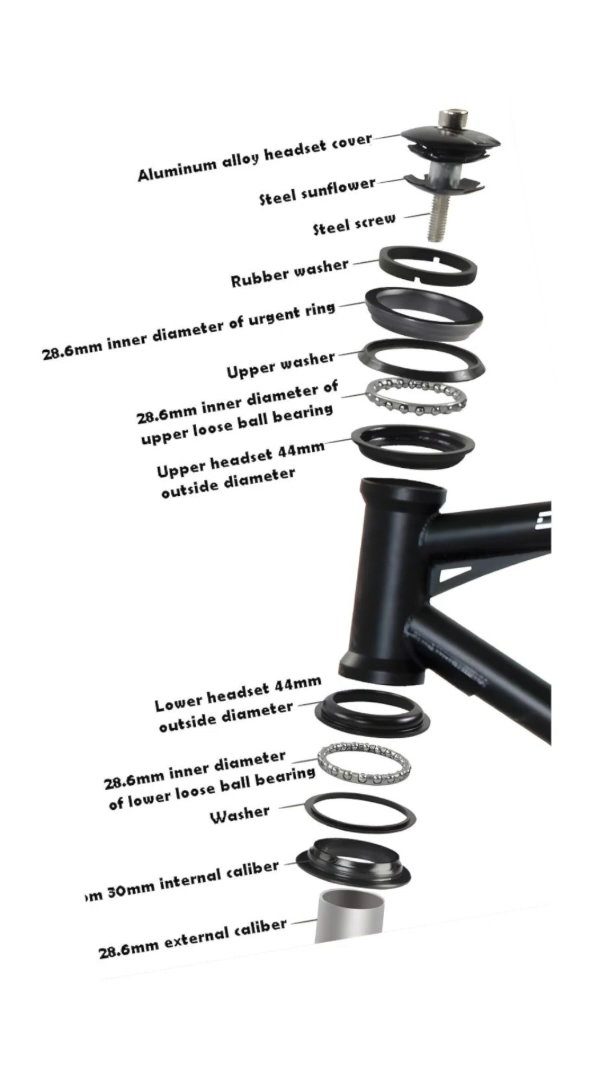 Aluminum alloy headset cover
Steel sunflower
Steel screw
Rubber washer
28.6mm inner diameter of urgent ring
Upper washer
28.6mm inner diameter of
upper loose ball bearing
Upper headset 44mm
outside diameter
Lower headset 44mm
outside diameter
28.6mm inner diameter
of lower loose ball bearing
Washer
30mm internal caliber
28.6mm external caliber